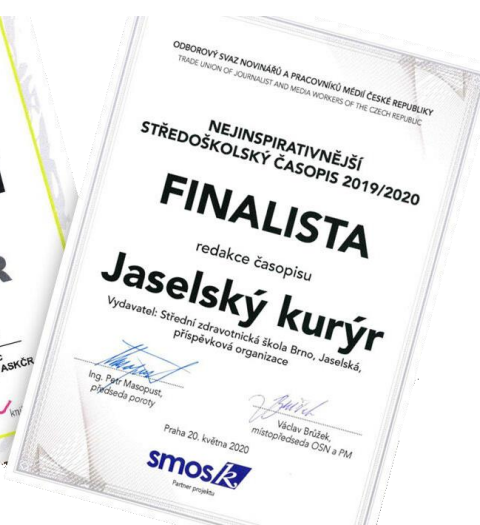 ODBOROVÝ SVAZ NOVINÁŘŮ A PRACOVNÍKŮ MÉDIÍ ČESKÉ REPUBLIKY
TRADE UNION OF JOURNALIST AND MEDIA WORKERS OF THE CZECH REPUBLIC
NEJINSPIRATIVNĚJŠÍ
STŘEDOŠKOLSKÝ ČASOPIS 2019/2020
FINALISTA
redakce časopisu
Jaselský kurýr
Vydavatel: Střední zdravotnická škola Brno, Jaselská,
příspěvková organizace
Ing. Petr Masopust,
předseda poroty
Václav Brůžek,
místopředseda OSN a PM
Praha 20. května 2020
smosk
Partner projektu
R
ASKČR